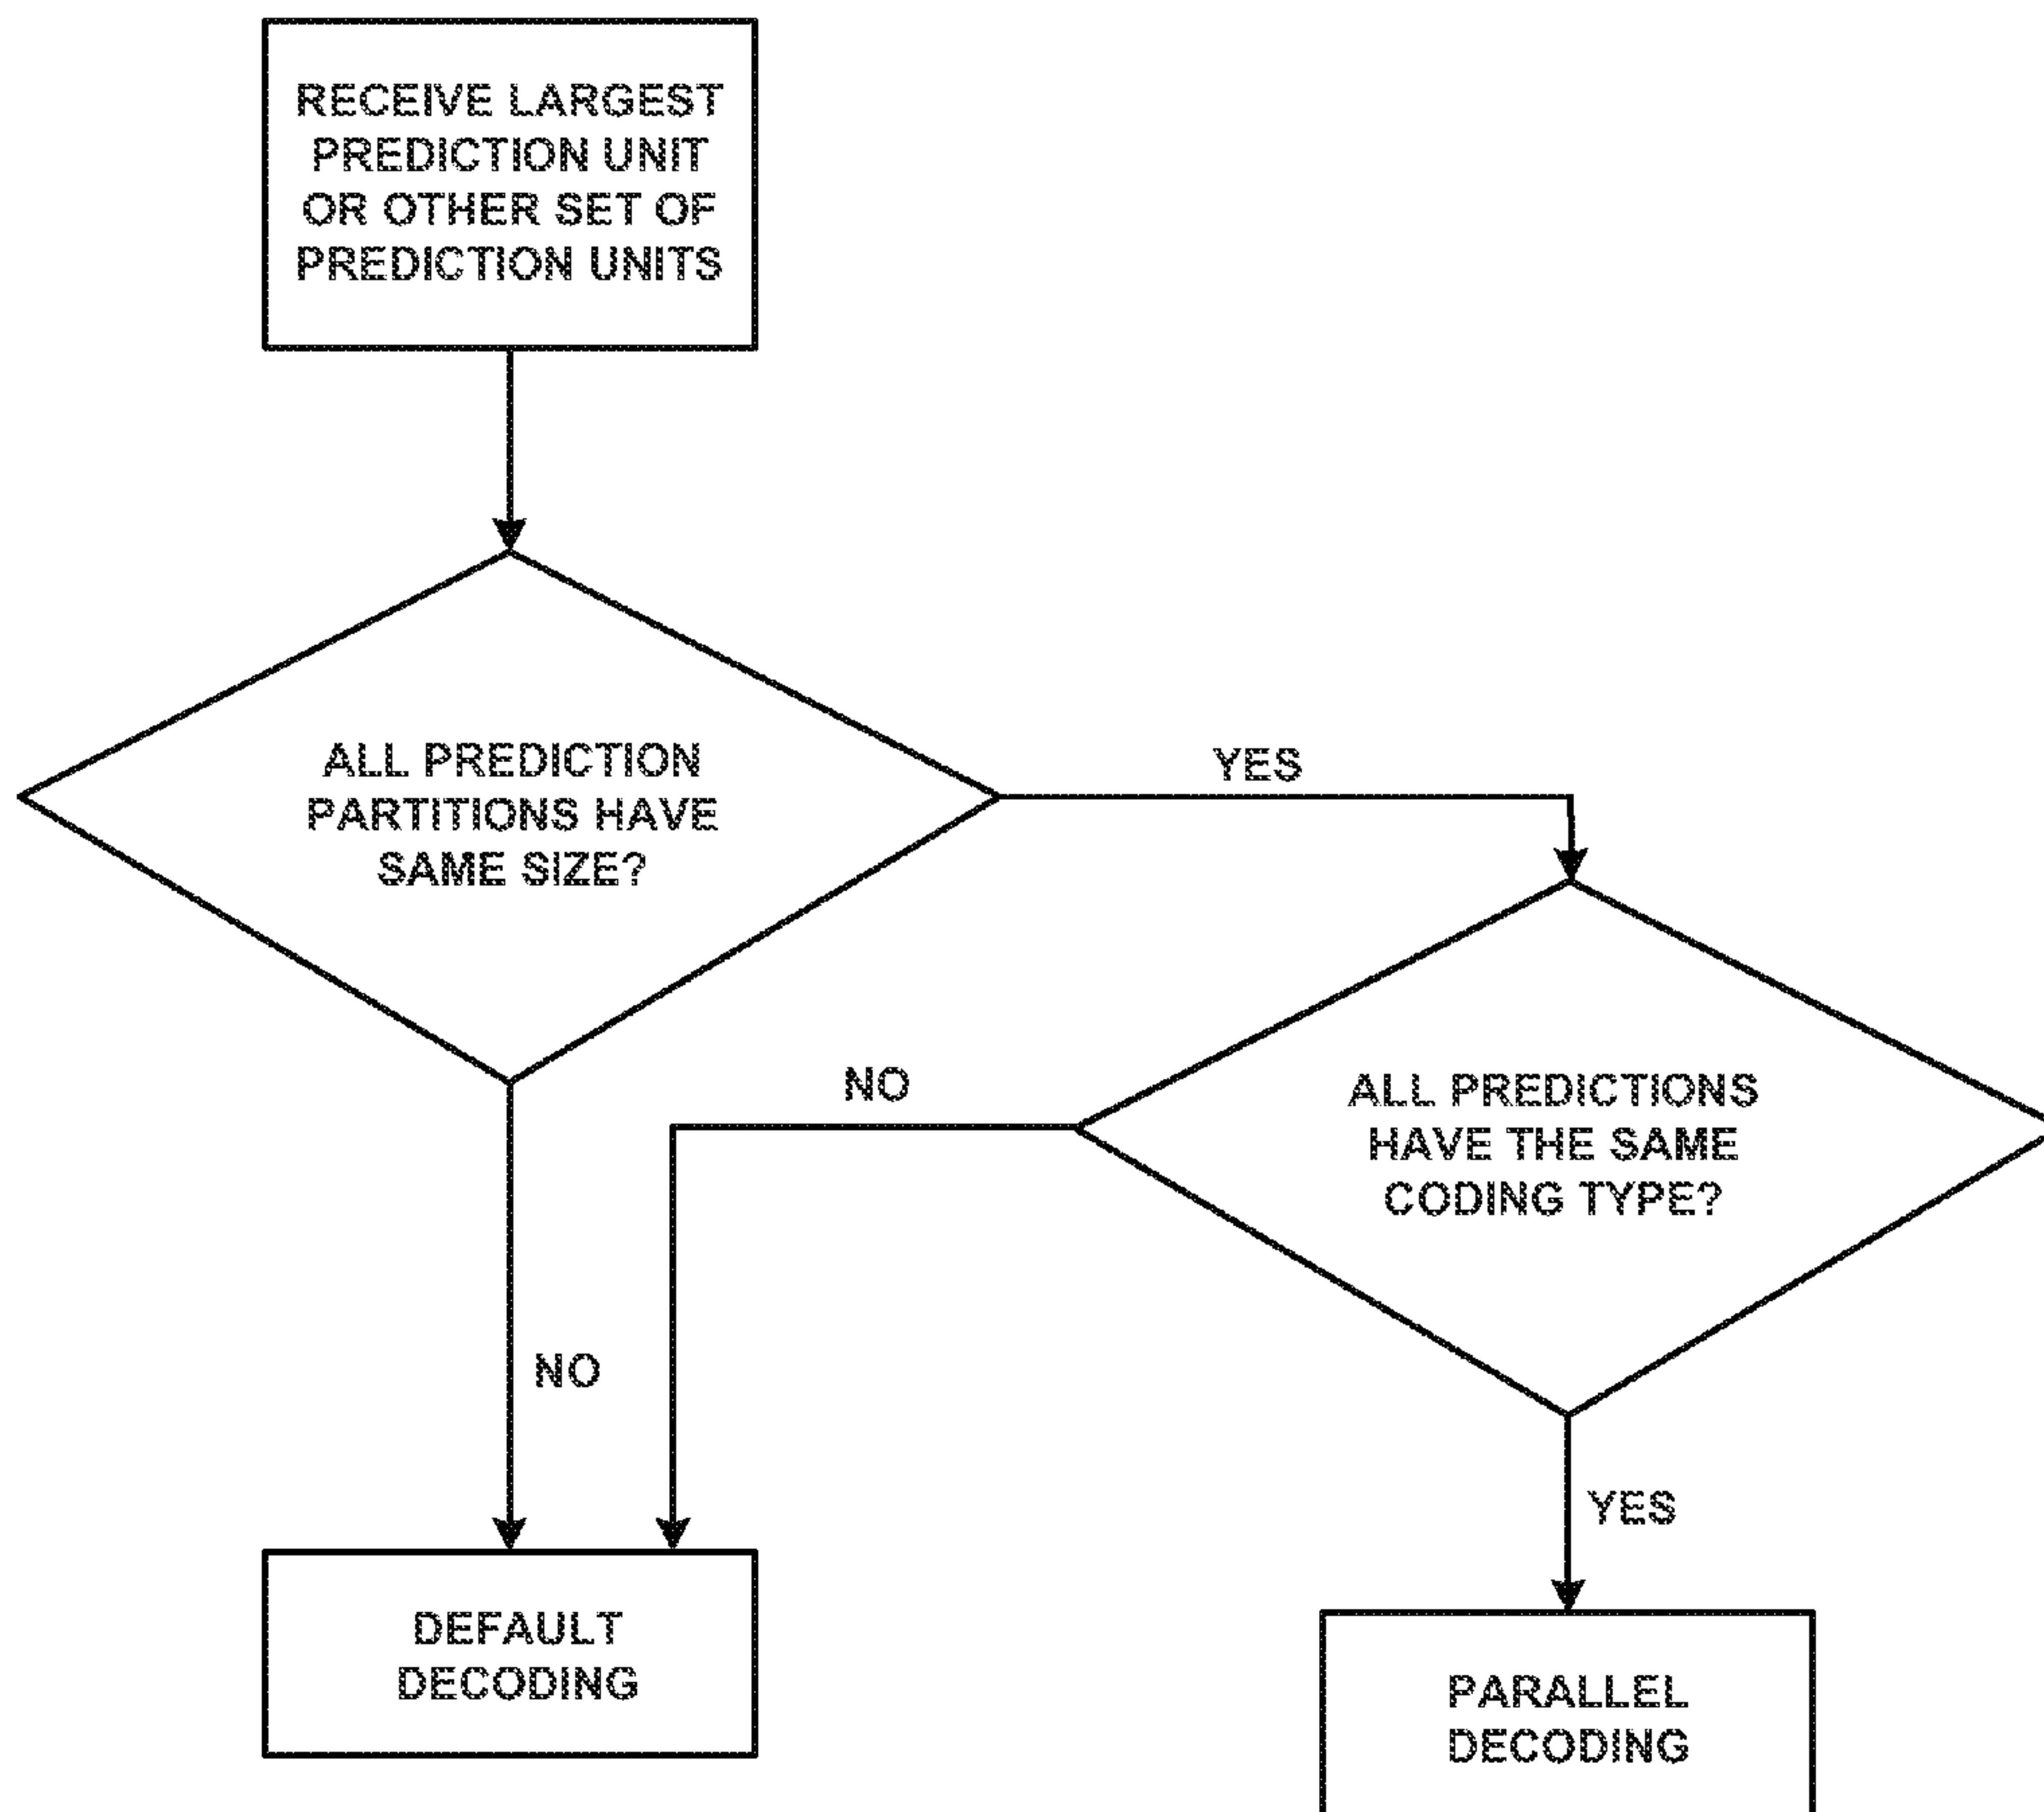 RECEIVE LARGEST
PREDICTION UNIT
OR OTHER SET OF
PREDICTION UNITS
ALL PREDICTION
PARTITIONS HAVE
SAME SIZE?
YES
ALL PREDICTIONS
HAVE THE SAME
CODING TYPE?
NO
NO
YES
DEFAULT
DECODING
PARALLEL
DECODING